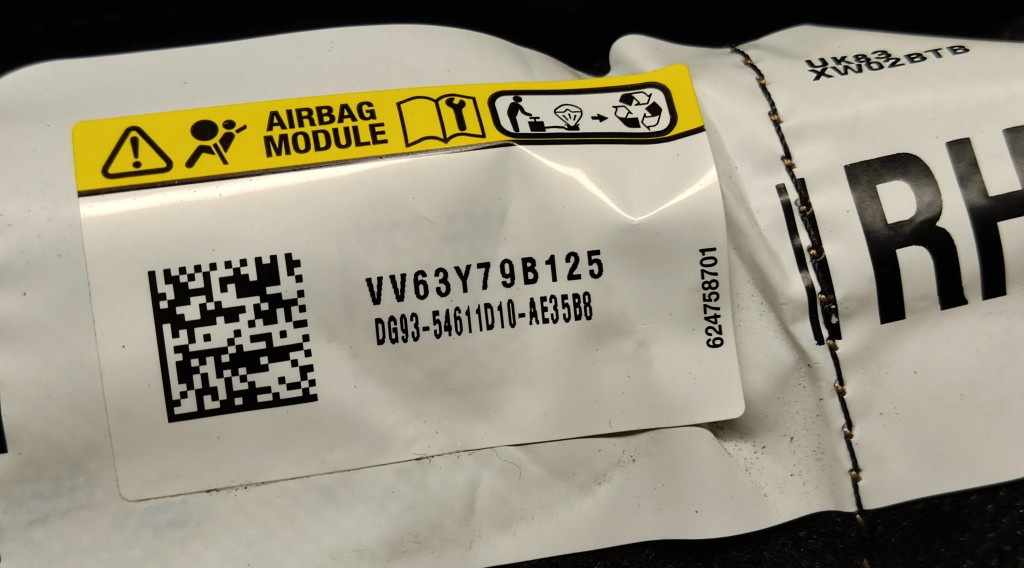 AIRBAG
MODULE
VV63Y79B125
DG93-54611D10-AE35B8
624758701
UK83
XW02BTB
RH